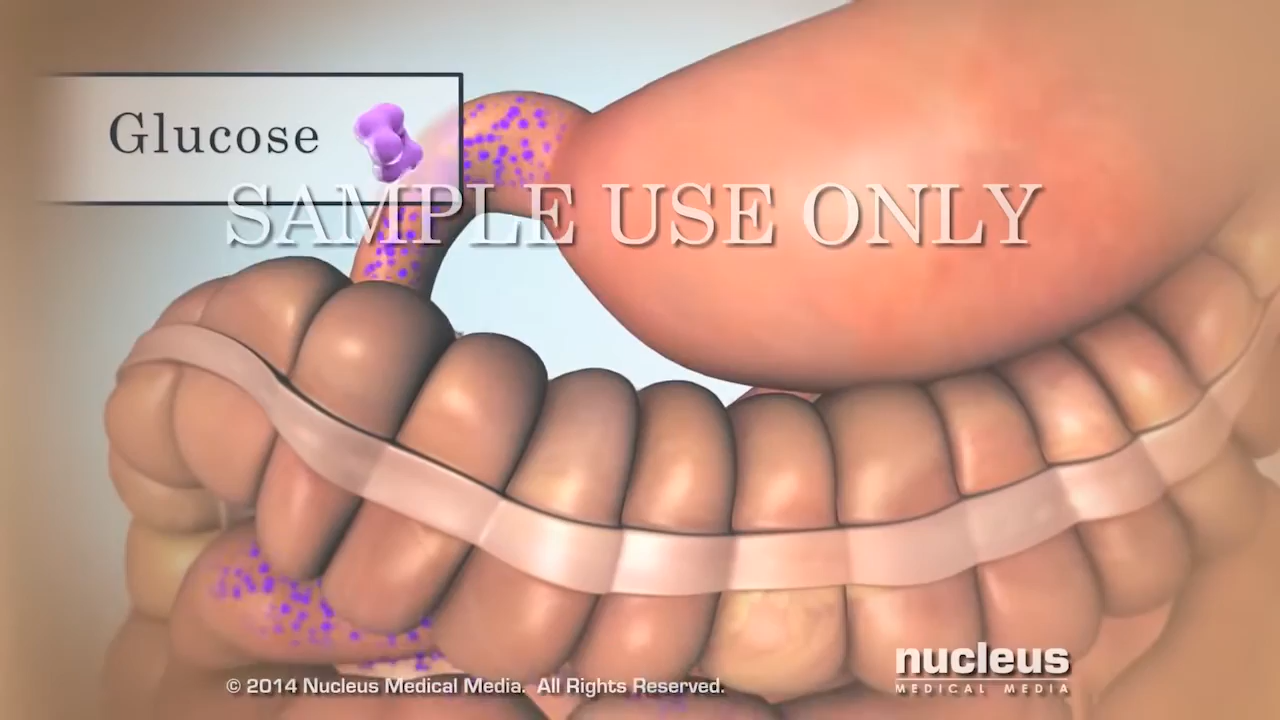 Glucose
SAMPLE USE ONLY
© 2014 Nucleus Medical Media. All Rights Reserved.
nucleus
MEDICAL MEDIA